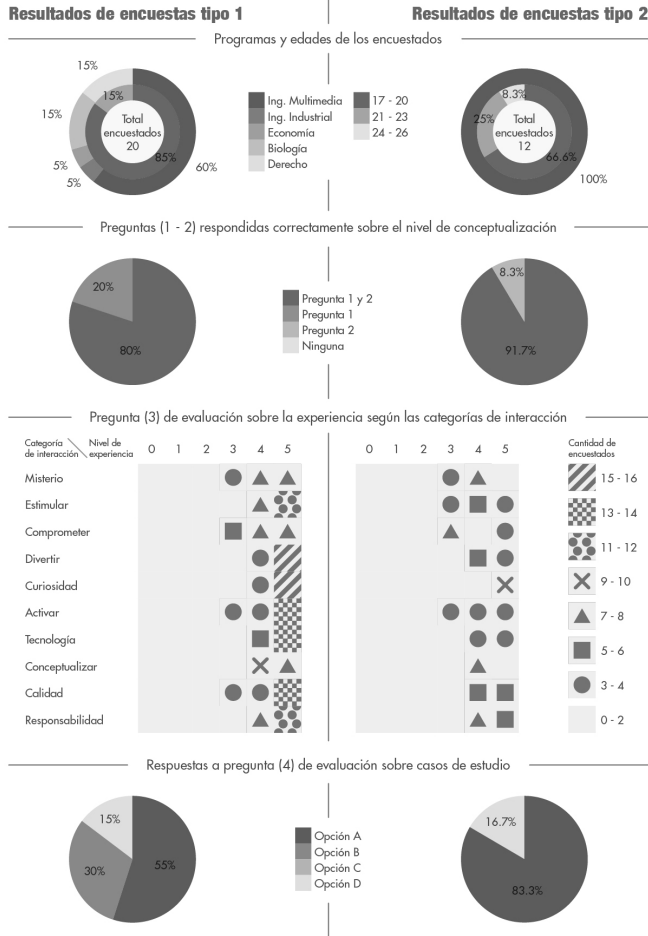 Resultados de encuestas tipo 1
Resultados de encuestas tipo 2
Programas y edades de los encuestados
15%
15%
15%
5%
5%
85%
60%
Total
encuestados
20
Ing. Multimedia
Ing. Industrial
Economía
Biología
Derecho
17 - 20
21 - 23
24 - 26
8.3%
25%
Total
encuestados
12
66.6%
100%
Preguntas (1 - 2) respondidas correctamente sobre el nivel de conceptualización
20%
80%
Pregunta 1 y 2
Pregunta 1
Pregunta 2
Ninguna
8.3%
91.7%
Pregunta (3) de evaluación sobre la experiencia según las categorías de interacción
Categoría
de interacción
Nivel de
experiencia
0 1 2 3 4 5
0 1 2 3 4 5
Cantidad de
encuestados
Misterio
Estimular
Comprometer
Divertir
Curiosidad
Activar
Tecnología
Conceptualizar
Calidad
Responsabilidad
15 - 16
13 - 14
11 - 12
9 - 10
7 - 8
5 - 6
3 - 4
0 - 2
Respuestas a pregunta (4) de evaluación sobre casos de estudio
15%
30%
55%
Opción A
Opción B
Opción C
Opción D
16.7%
83.3%